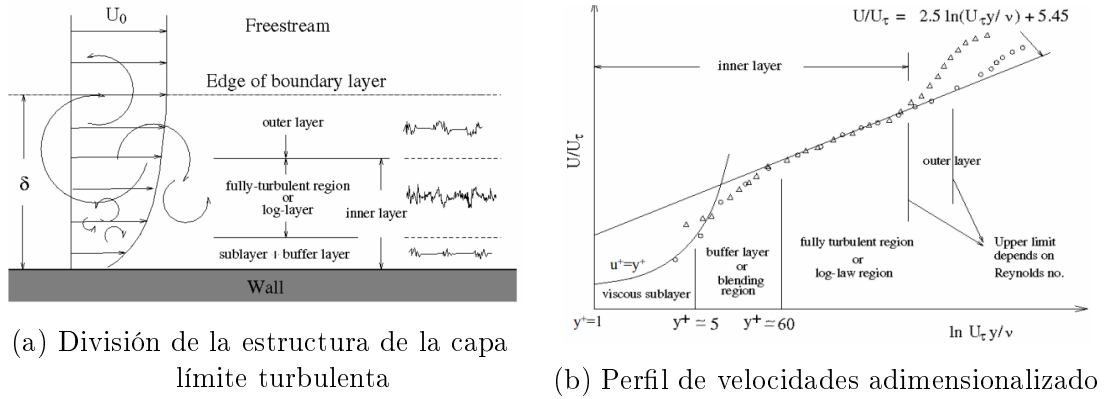 U₀
Freestream
Edge of boundary layer
outer layer
δ
fully-turbulent region
or
log-layer
inner layer
sublayer + buffer layer
Wall
(a) División de la estructura de la capa
límite turbulenta
U/Uτ = 2.5 ln(Uτy/ν) + 5.45
inner layer
U/Uτ
outer layer
u⁺=y⁺
buffer layer
or
blending
region
fully turbulent region
or
log-law region
Upper limit
depends on
Reynolds no.
viscous sublayer
y⁺=1
y⁺ ≃ 5
y⁺ ≃ 60
ln Uτy/ν
(b) Perfil de velocidades adimensionalizado